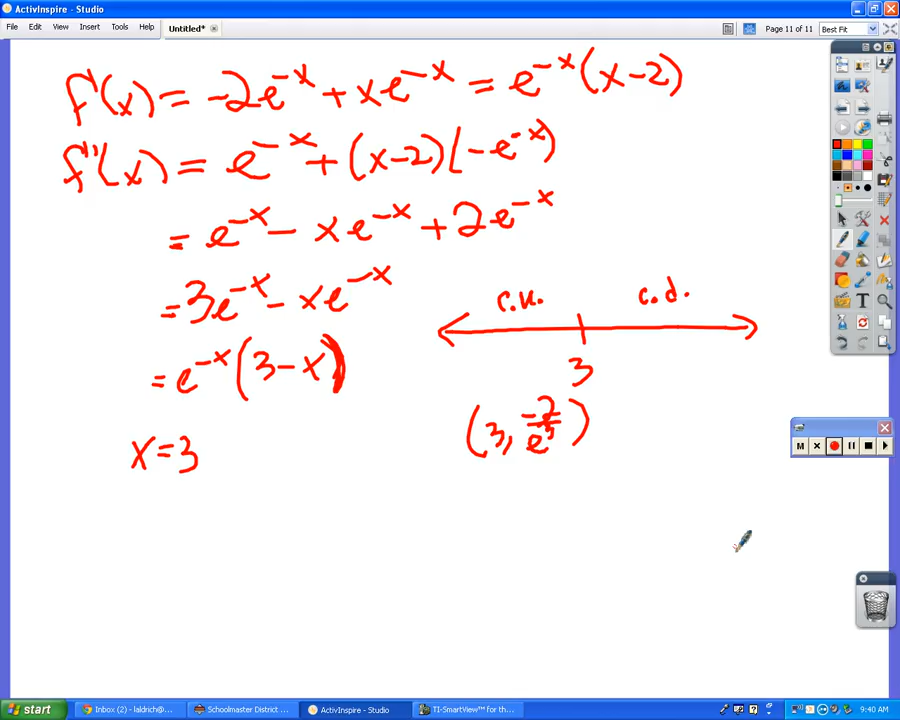 ActivInspire - Studio
File Edit View Insert Tools Help Untitled* Page 11 of 11 Best Fit
f'(x) = -2e^{-x} + xe^{-x} = e^{-x}(x-2)
f''(x) = e^{-x} + (x-2)(-e^{-x})
= e^{-x} - xe^{-x} + 2e^{-x}
= 3e^{-x} - xe^{-x}
c.u. c.d.
3
= e^{-x}(3-x)
(3, -2/e^3)
x=3
M
start Inbox (2) - laldrich@... Schoolmaster District ... ActivInspire - Studio TI-SmartView™ for th... 9:40 AM